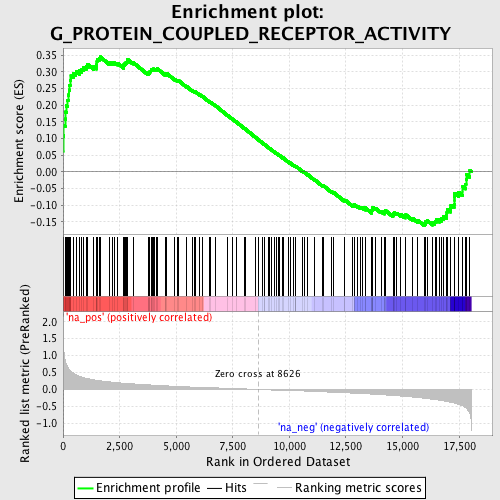 Enrichment plot:
G_PROTEIN_COUPLED_RECEPTOR_ACTIVITY
Enrichment score (ES)
0.35
0.30
0.25
0.20
0.15
0.10
0.05
0.00
-0.05
-0.10
-0.15
'na_pos' (positively correlated)
Ranked list metric (PreRanked)
2.0
1.5
1.0
0.5
0.0
-0.5
-1.0
Zero cross at 8626
'na_neg' (negatively correlated)
0
2,500
5,000
7,500
10,000
12,500
15,000
17,500
Rank in Ordered Dataset
Enrichment profile
Hits
Ranking metric scores